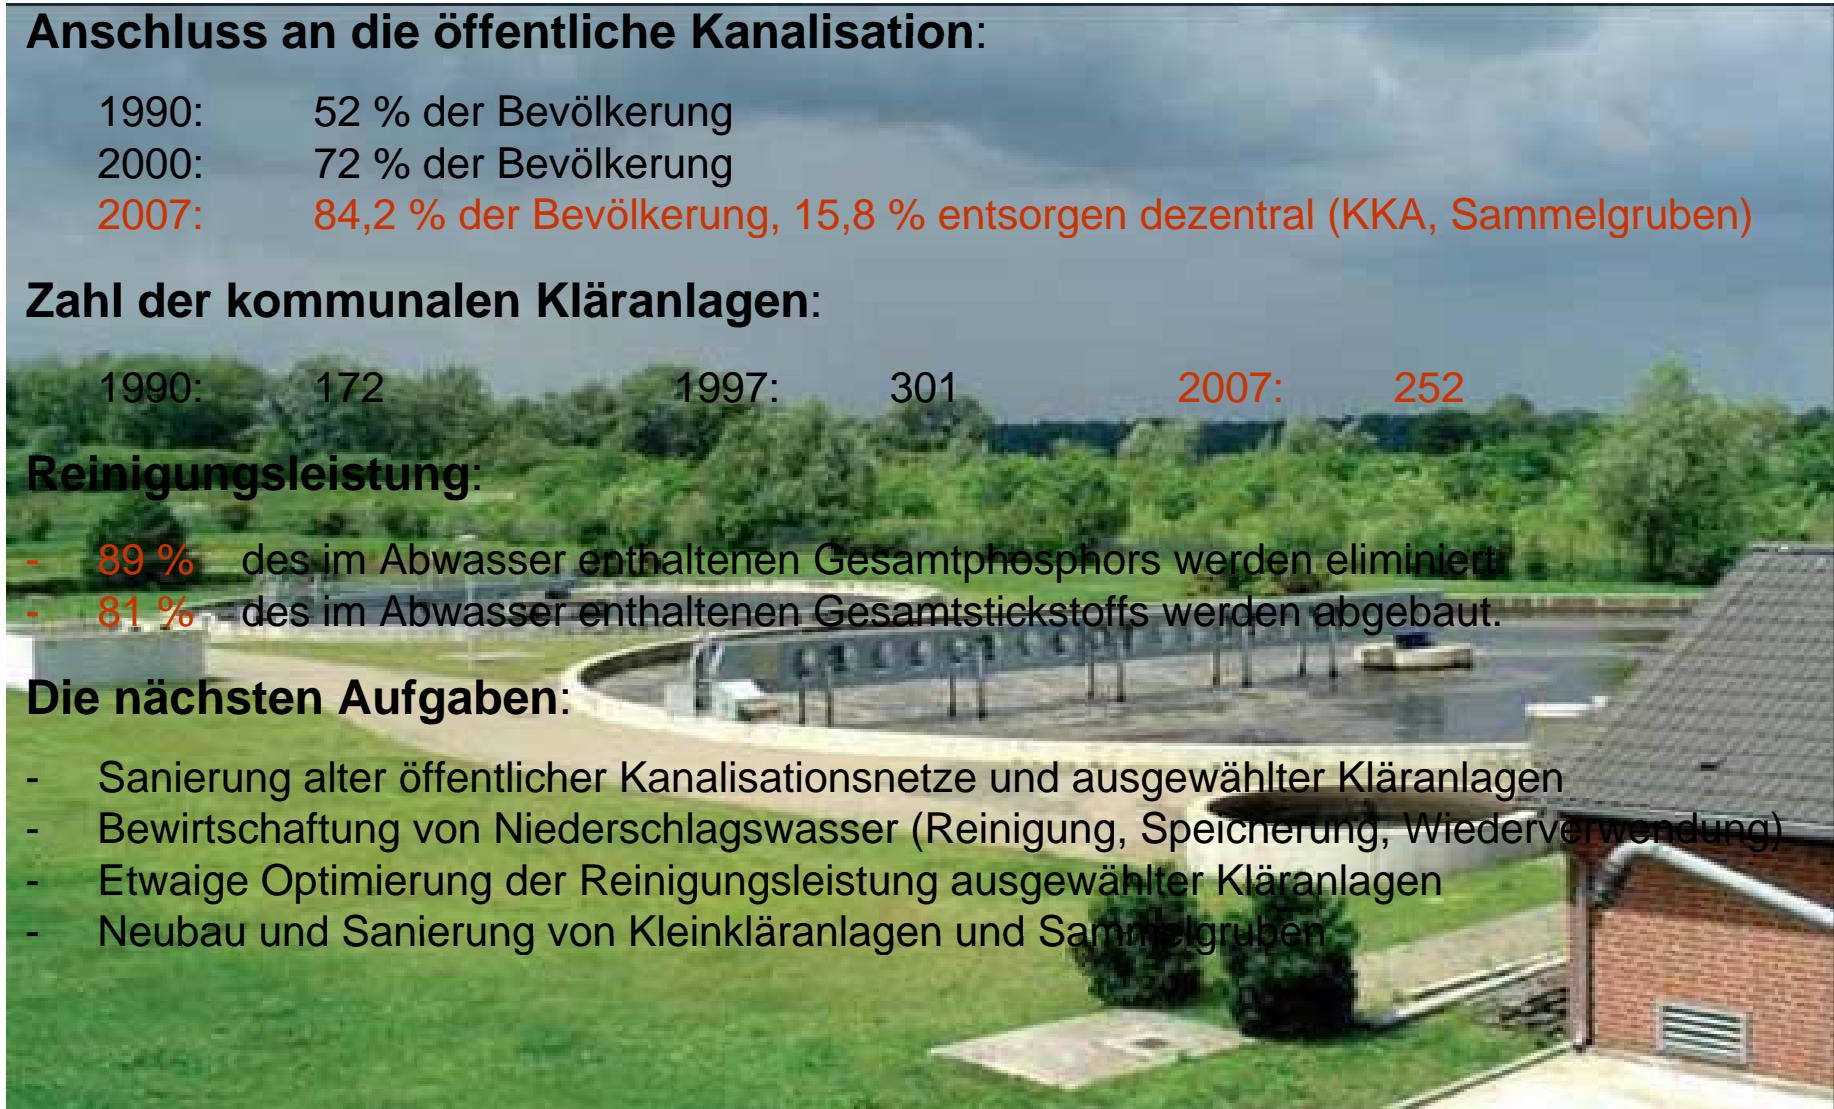 Anschluss an die öffentliche Kanalisation:
1990: 52 % der Bevölkerung
2000: 72 % der Bevölkerung
2007: 84,2 % der Bevölkerung, 15,8 % entsorgen dezentral (KKA, Sammelgruben)
Zahl der kommunalen Kläranlagen:
1990: 172 1997: 301 2007: 252
Reinigungsleistung:
- 89 % des im Abwasser enthaltenen Gesamtphosphors werden eliminiert.
- 81 % des im Abwasser enthaltenen Gesamtstickstoffs werden abgebaut.
Die nächsten Aufgaben:
- Sanierung alter öffentlicher Kanalisationsnetze und ausgewählter Kläranlagen
- Bewirtschaftung von Niederschlagswasser (Reinigung, Speicherung, Wiederverwendung)
- Etwaige Optimierung der Reinigungsleistung ausgewählter Kläranlagen
- Neubau und Sanierung von Kleinkläranlagen und Sammelgruben